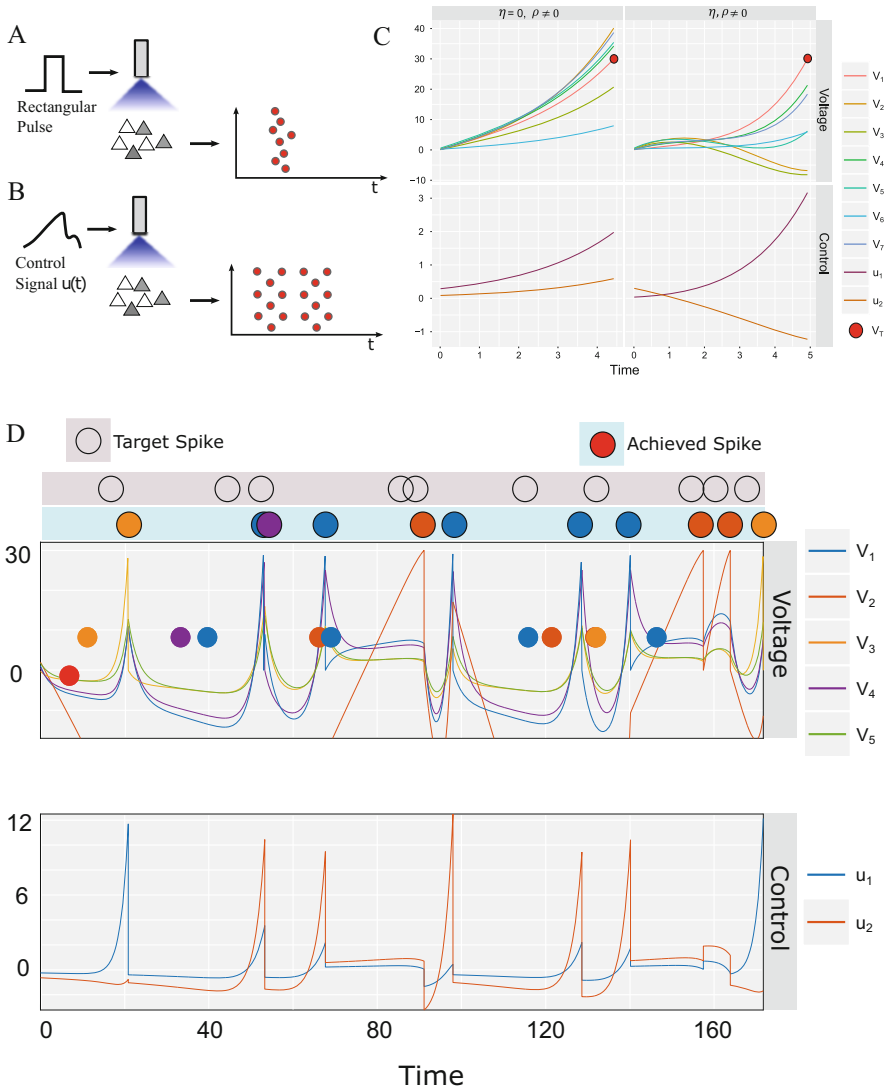 A
Rectangular
Pulse
t
B
Control
Signal u(t)
t
C
η = 0, ρ ≠ 0
η, ρ ≠ 0
40
30
20
10
0
−10
Voltage
3
2
1
0
−1
Control
0 1 2 3 4
0 1 2 3 4 5
Time
V1
V2
V3
V4
V5
V6
V7
u1
u2
VT
D
Target Spike
Achieved Spike
30
0
Voltage
V1
V2
V3
V4
V5
12
6
0
Control
u1
u2
0 40 80 120 160
Time